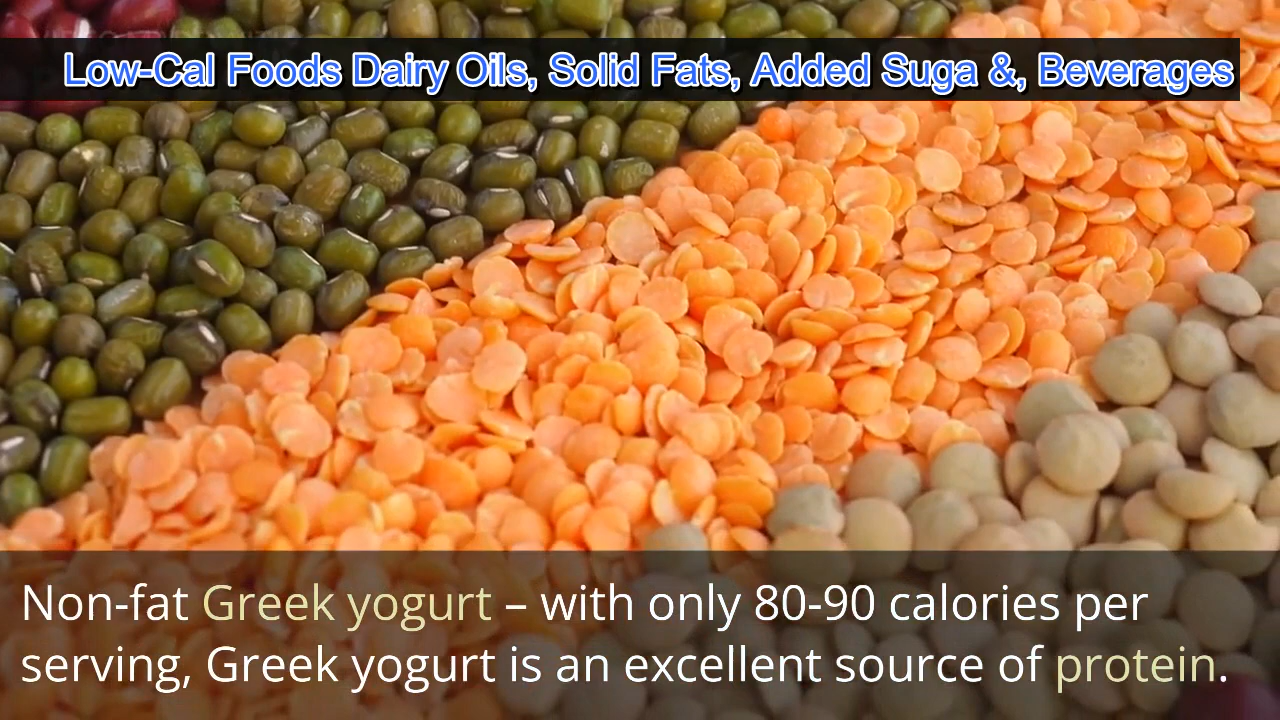 Low-Cal Foods Dairy Oils, Solid Fats, Added Suga &, Beverages
Non-fat Greek yogurt – with only 80-90 calories per
serving, Greek yogurt is an excellent source of protein.